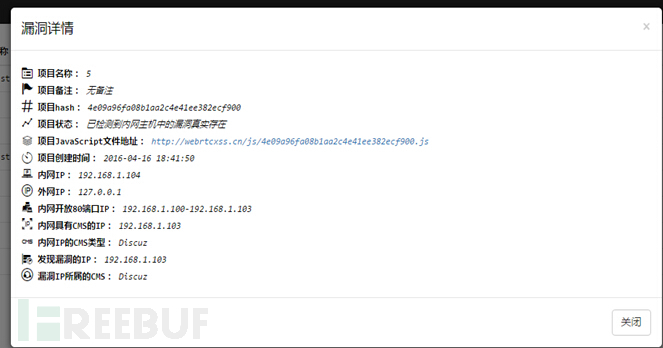 漏洞详情
×
称
项目名称： 5
项目备注： 无备注
st
项目hash： 4e09a96fa08b1aa2c4e41ee382ecf900
项目状态： 已检测到内网主机中的漏洞真实存在
项目JavaScript文件地址： http://webrtcxss.cn/js/4e09a96fa08b1aa2c4e41ee382ecf900.js
项目创建时间： 2016-04-16 18:41:50
st
内网IP： 192.168.1.104
外网IP： 127.0.0.1
内网开放80端口IP： 192.168.1.100-192.168.1.103
内网具有CMS的IP： 192.168.1.103
CMS 内网IP的CMS类型： Discuz
发现漏洞的IP： 192.168.1.103
漏洞IP所属的CMS： Discuz
FREEBUF
关闭